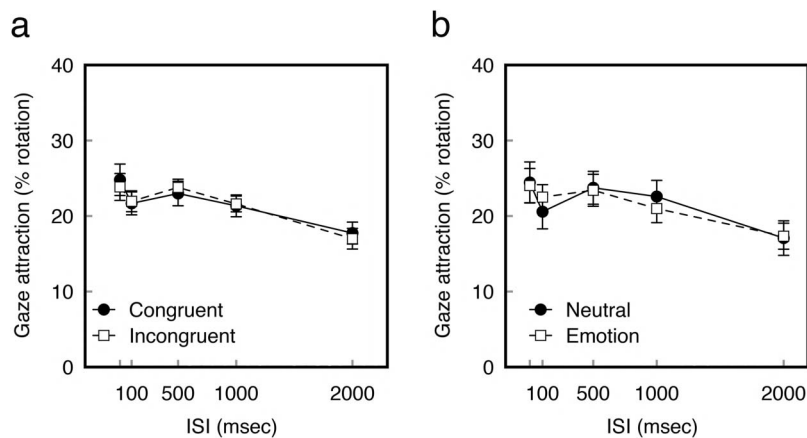 a
b
40
30
20
10
0
Gaze attraction (% rotation)
Congruent
Incongruent
100 500 1000 2000
ISI (msec)
40
30
20
10
0
Gaze attraction (% rotation)
Neutral
Emotion
100 500 1000 2000
ISI (msec)